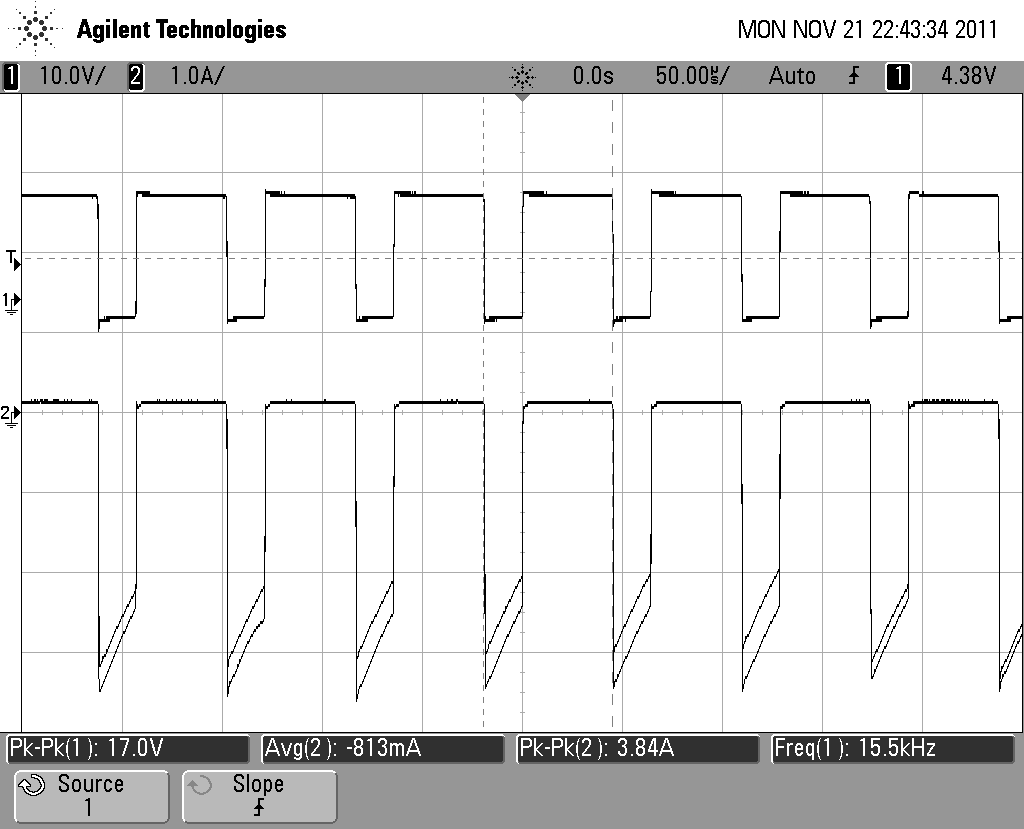 Agilent Technologies MON NOV 21 22:43:34 2011
1 10.0V/ 2 1.0A/ 0.0s 50.00µs/ Auto 1 4.38V
T
1
2
Pk-Pk(1): 17.0V Avg(2): -813mA Pk-Pk(2): 3.84A Freq(1): 15.5kHz
Source Slope
1